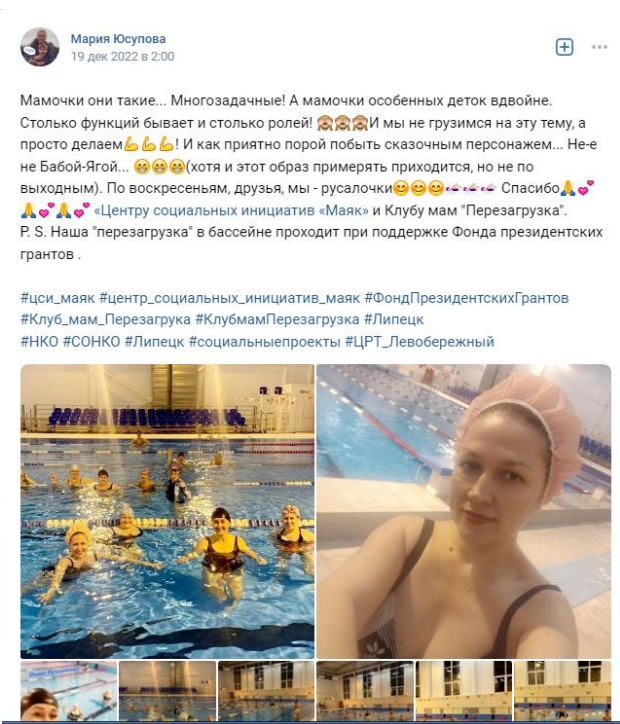 Мария Юсупова
19 дек 2022 в 2:00
Мамочки они такие... Многозадачные! А мамочки особенных деток вдвойне.
Столько функций бывает и столько ролей! 🙈🙈🙈И мы не грузимся на эту тему, а
просто делаем💪💪💪! И как приятно порой побыть сказочным персонажем... Не-е
не Бабой-Ягой... 😁😁😁(хотя и этот образ примерять приходится, но не по
выходным). По воскресеньям, друзья, мы - русалочки😊😊😊🏊🏊🏊 Спасибо🙏💕
🙏💕🙏💕 «Центру социальных инициатив «Маяк» и Клубу мам "Перезагрузка".
P. S. Наша "перезагрузка" в бассейне проходит при поддержке Фонда президентских
грантов .
#цси_маяк #центр_социальных_инициатив_маяк #ФондПрезидентскихГрантов
#Клуб_мам_Перезагрука #КлубмамПерезагрузка #Липецк
#НКО #СОНКО #Липецк #социальныепроекты #ЦРТ_Левобережный